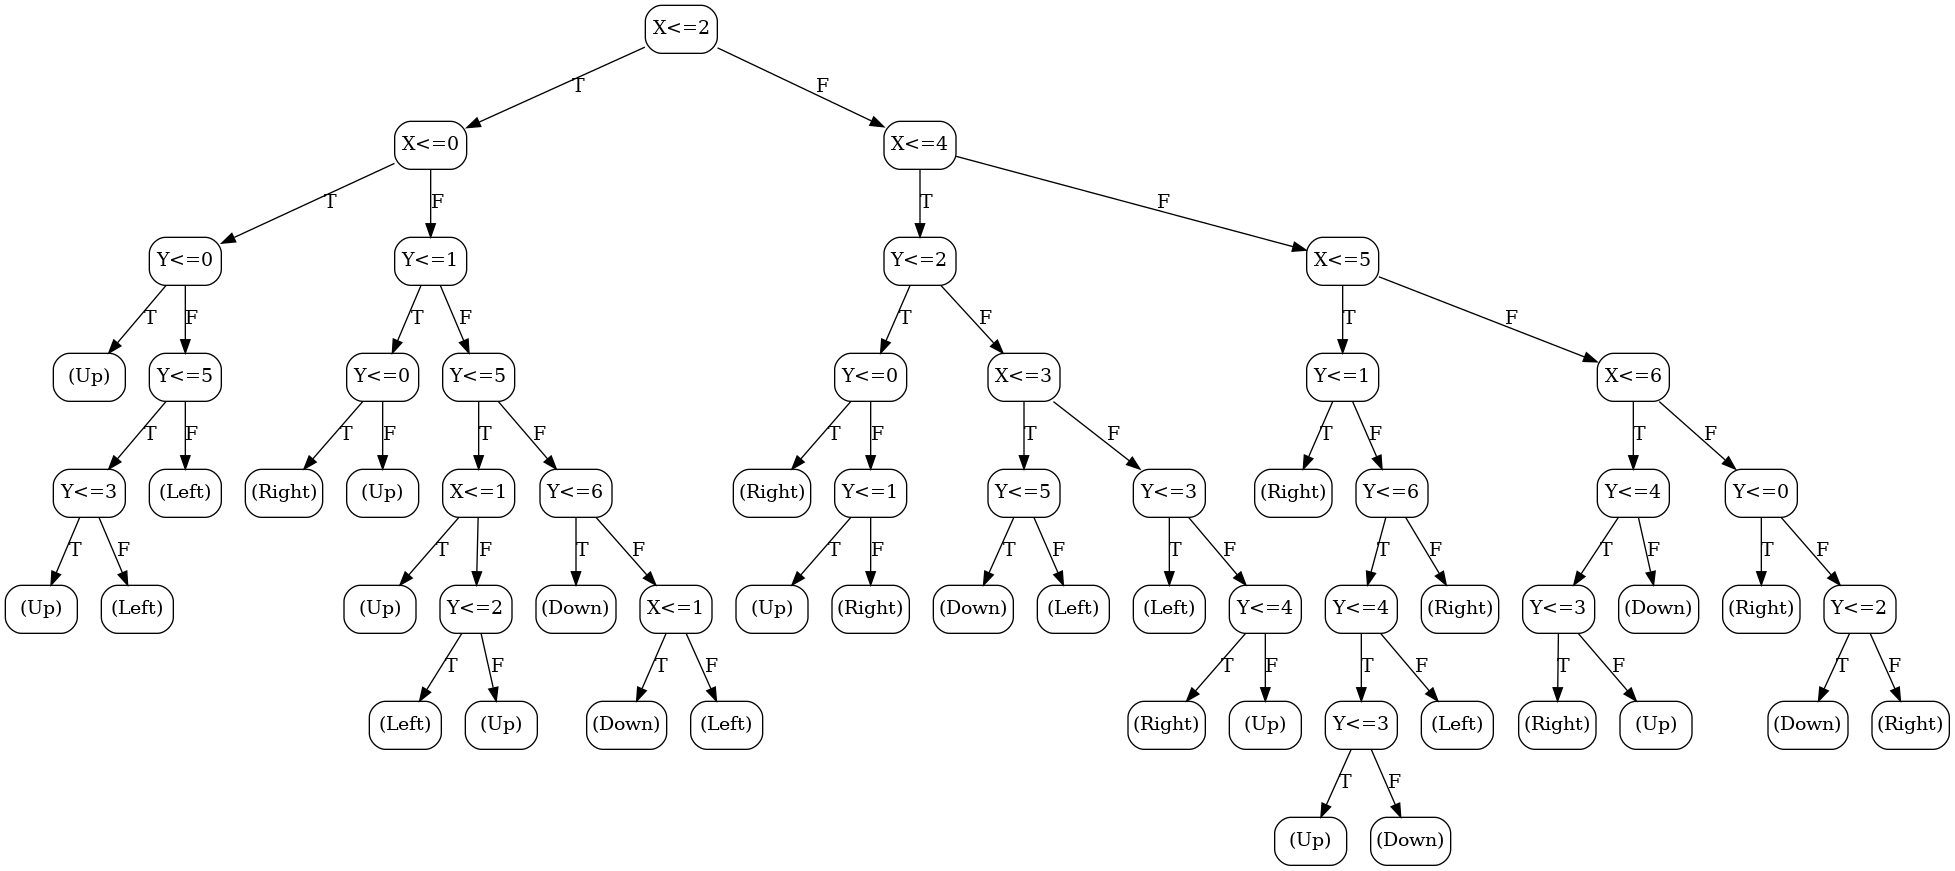 X<=2
T
F
X<=0
X<=4
T
F
T
F
Y<=0
Y<=1
Y<=2
X<=5
T
F
T
F
T
F
T
F
(Up)
Y<=5
Y<=0
Y<=5
Y<=0
X<=3
Y<=1
X<=6
T
F
T
F
T
F
T
F
T
F
T
F
T
F
Y<=3
(Left)
(Right)
(Up)
X<=1
Y<=6
(Right)
Y<=1
Y<=5
Y<=3
(Right)
Y<=6
Y<=4
Y<=0
T
F
T
F
T
F
T
F
T
F
T
F
T
F
T
F
T
F
(Up)
(Left)
(Up)
Y<=2
(Down)
X<=1
(Up)
(Right)
(Down)
(Left)
(Left)
Y<=4
Y<=4
(Right)
Y<=3
(Down)
(Right)
Y<=2
T
F
T
F
T
F
T
F
T
F
T
F
(Left)
(Up)
(Down)
(Left)
(Right)
(Up)
Y<=3
(Left)
(Right)
(Up)
(Down)
(Right)
T
F
(Up)
(Down)